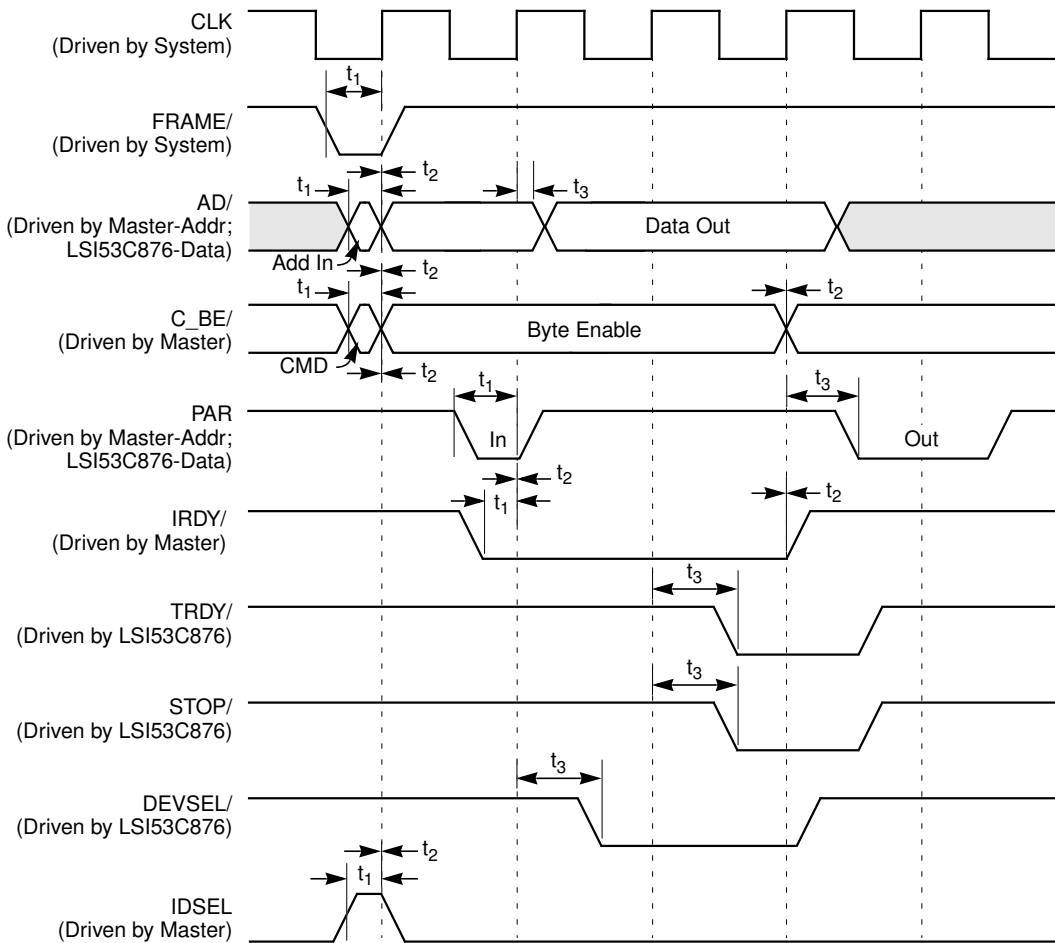 CLK
(Driven by System)
t1
FRAME/
(Driven by System)
t2
t1
t3
AD/
(Driven by Master-Addr;
LSI53C876-Data)
Data Out
Add In
t2
t1
t2
C_BE/
(Driven by Master)
Byte Enable
CMD
t2
t1
t3
PAR
(Driven by Master-Addr;
LSI53C876-Data)
In
Out
t2
t1
t2
IRDY/
(Driven by Master)
t3
TRDY/
(Driven by LSI53C876)
t3
STOP/
(Driven by LSI53C876)
t3
DEVSEL/
(Driven by LSI53C876)
t2
t1
IDSEL
(Driven by Master)